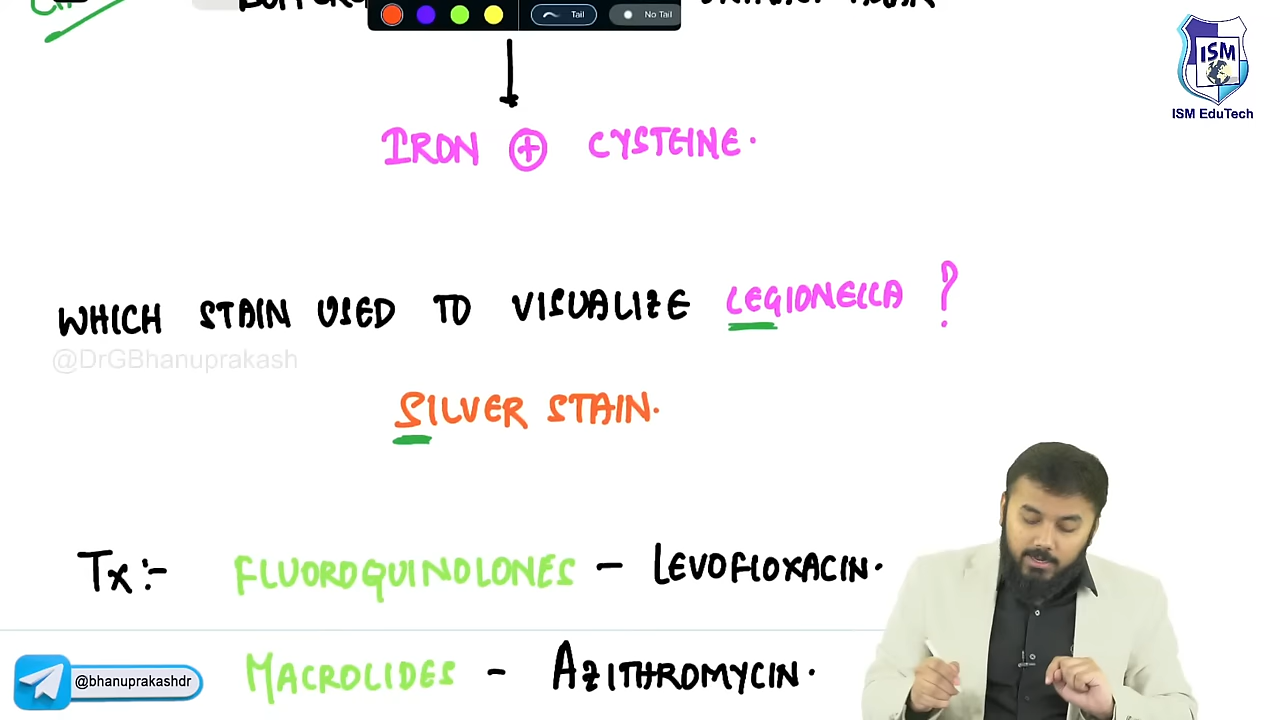 Tail
No Tail
ISM
ISM EduTech
IRON ⊕ CYSTEINE.
WHICH STAIN USED TO VISUALIZE LEGIONELLA ?
@DrGBhanuprakash
SILVER STAIN.
Tx:- FLUOROQUINOLONES - LEVOFLOXACIN.
@bhanuprakashdr
MACROLIDES - AZITHROMYCIN.